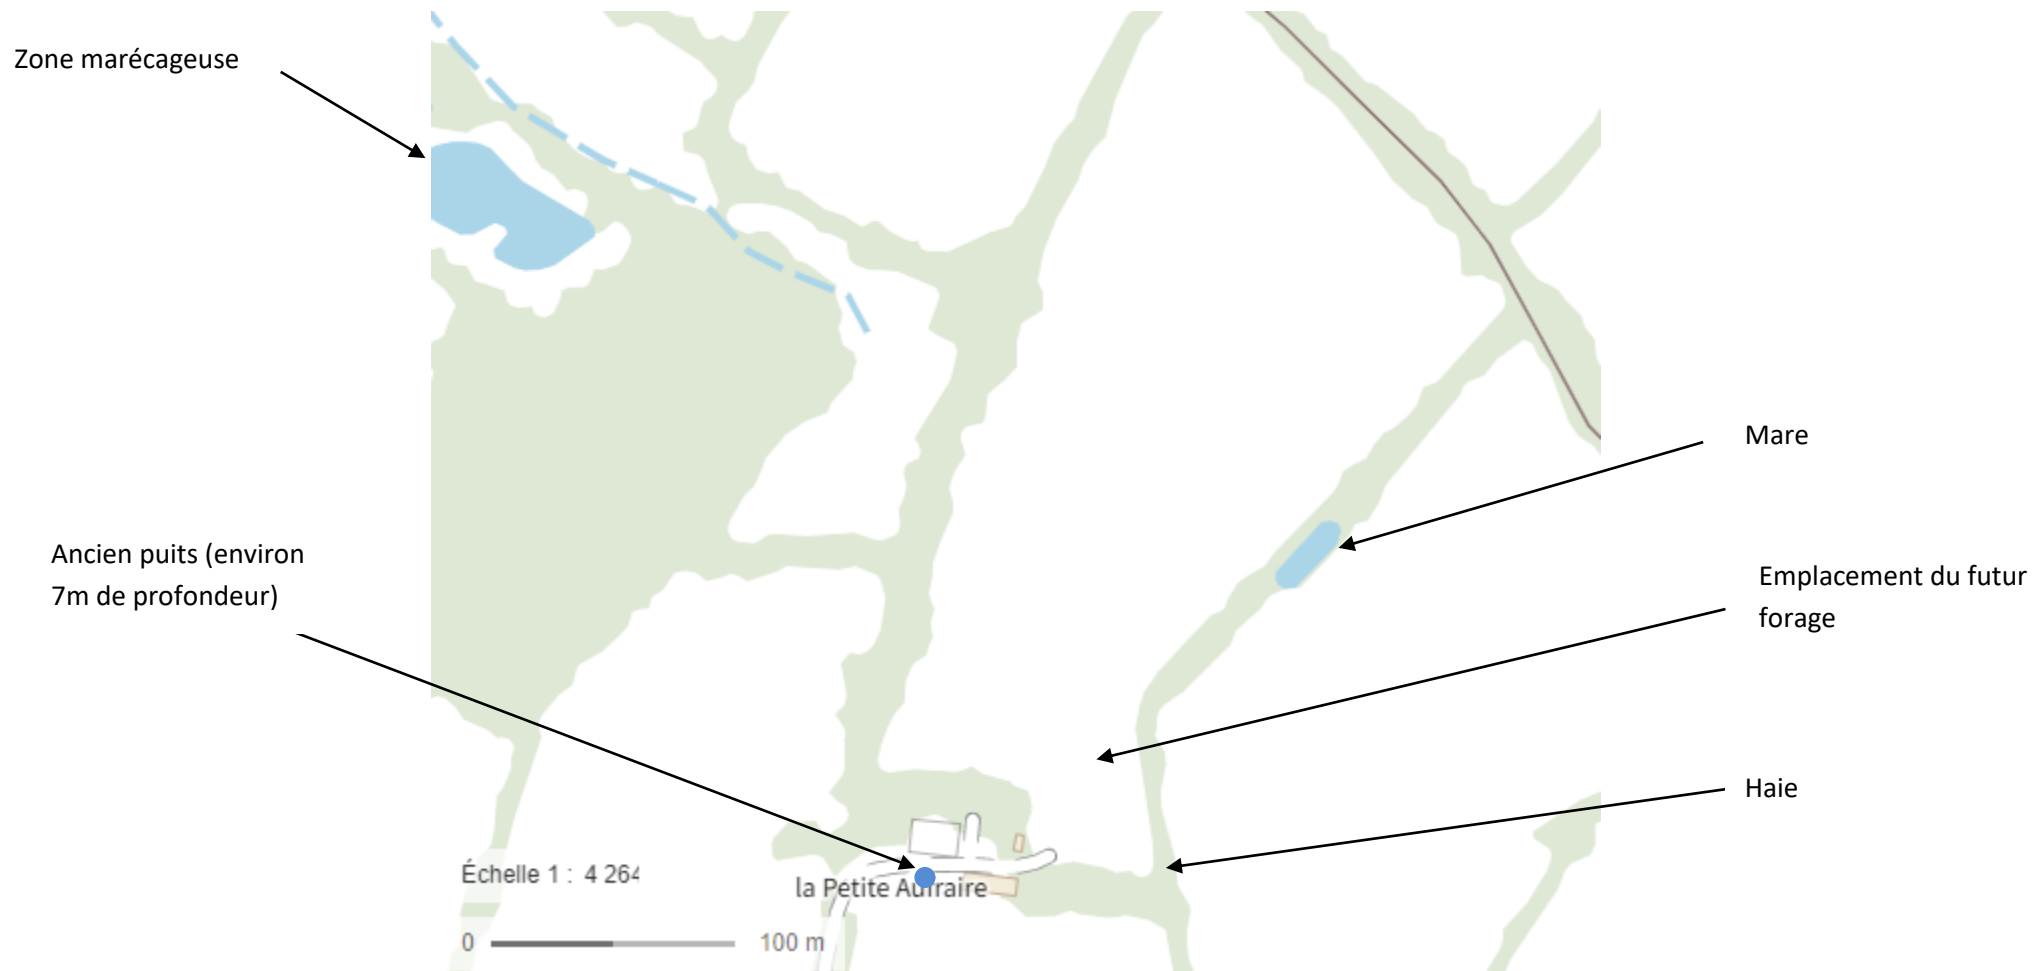 Zone marécageuse
Mare
Ancien puits (environ
7m de profondeur)
Emplacement du futur
forage
Haie
Échelle 1 : 4 264
la Petite Aufraire
0
100 m